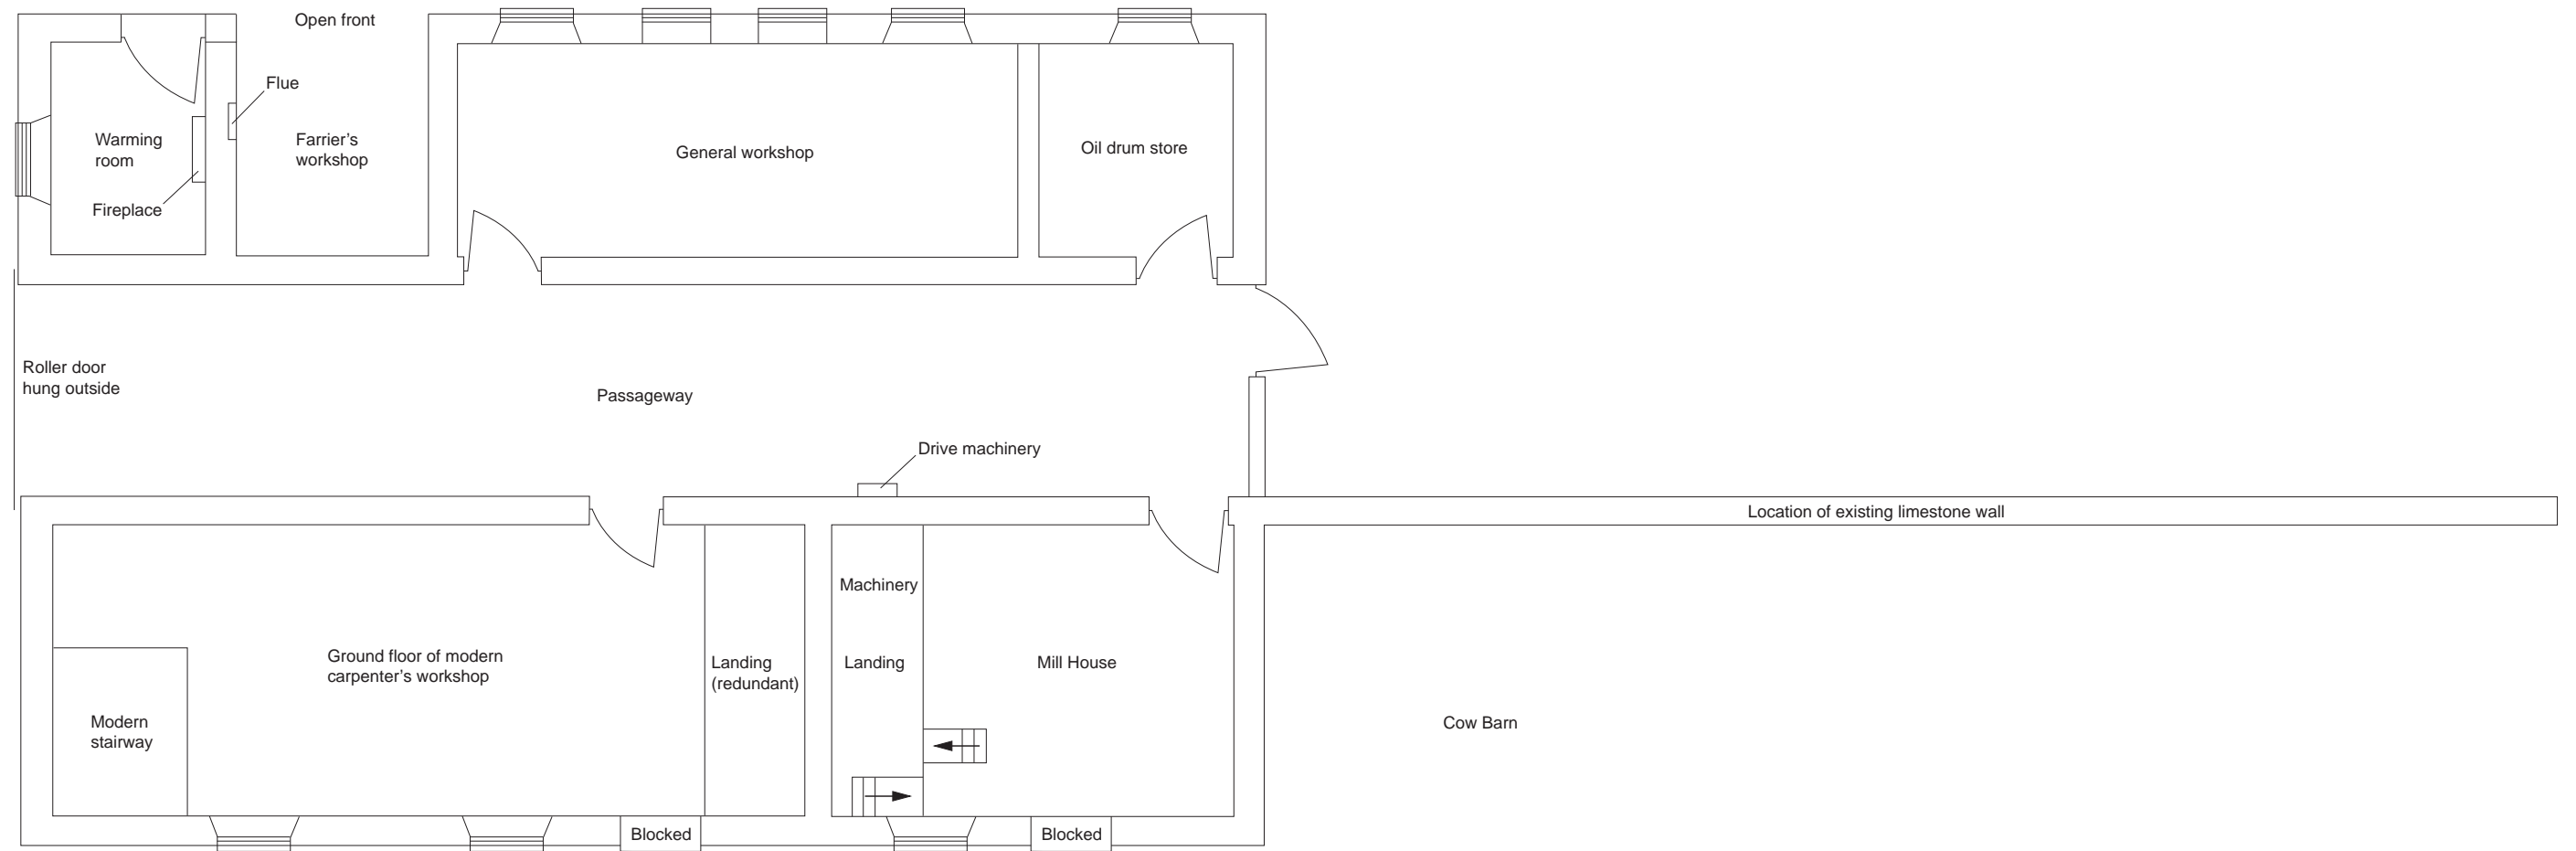 Open front
Flue
Warming
room
Farrier’s
workshop
General workshop
Oil drum store
Fireplace
Roller door
hung outside
Passageway
Drive machinery
Location of existing limestone wall
Machinery
Ground floor of modern
carpenter’s workshop
Landing
(redundant)
Landing
Mill House
Modern
stairway
Cow Barn
Blocked
Blocked